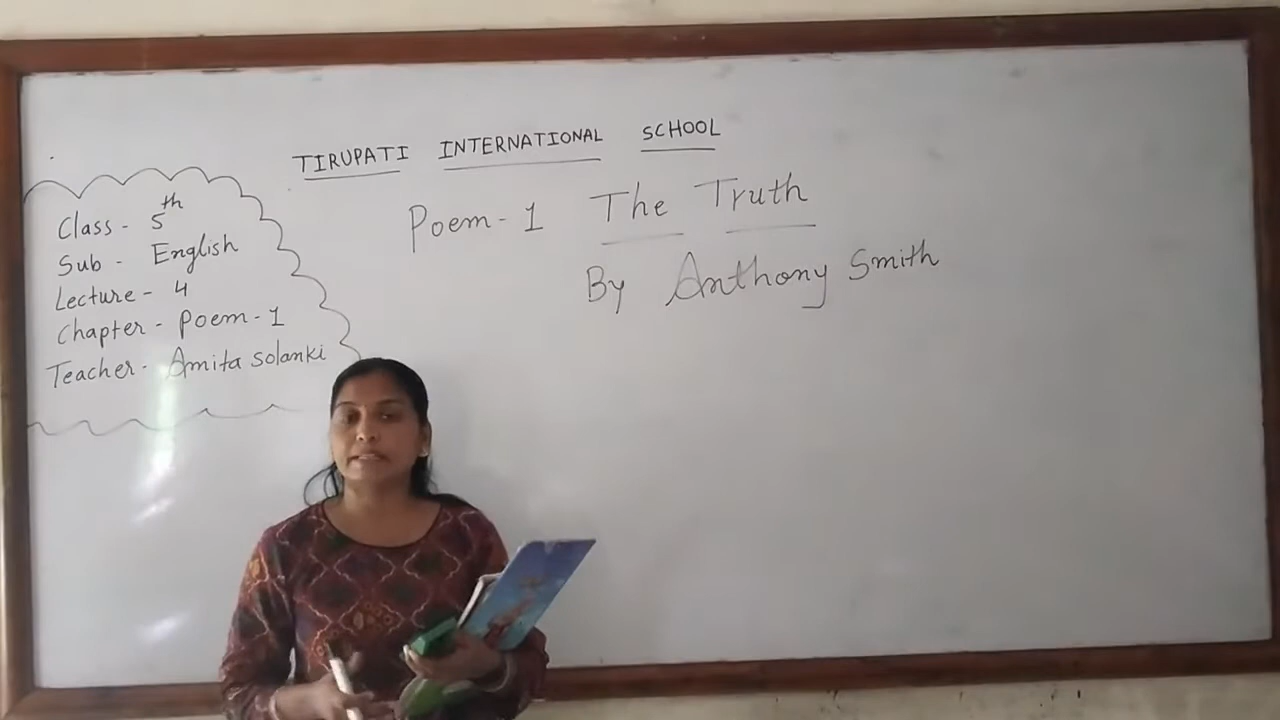 TIRUPATI INTERNATIONAL SCHOOL
Class - 5th
Sub - English
Lecture - 4
Chapter - Poem - 1
Teacher - Amita Solanki
Poem - 1 The Truth
By Anthony Smith